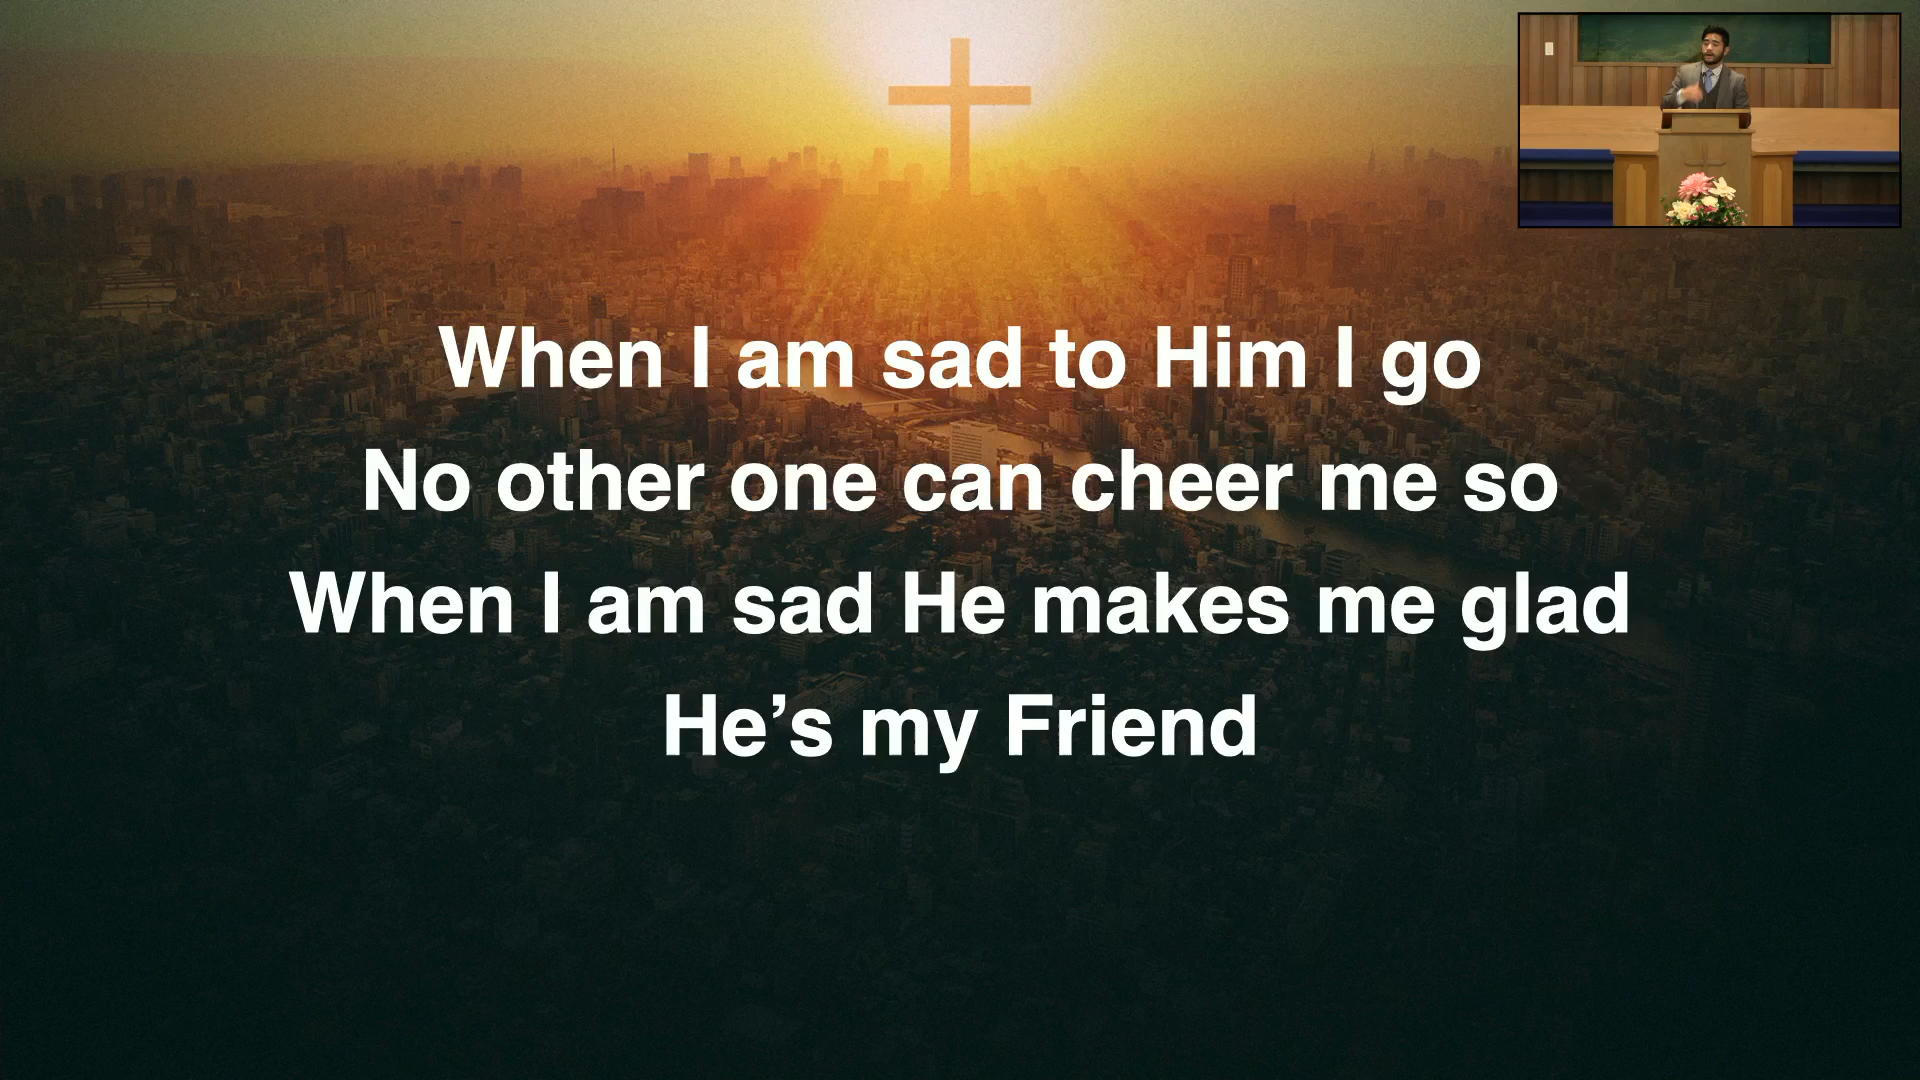 When I am sad to Him I go
No other one can cheer me so
When I am sad He makes me glad
He’s my Friend